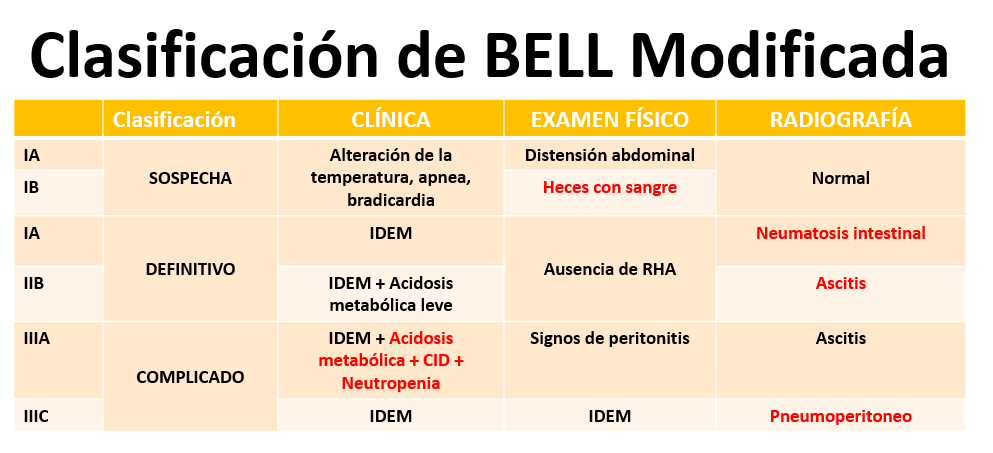 Clasificación de BELL Modificada
Clasificación CLÍNICA EXAMEN FÍSICO RADIOGRAFÍA
IA
IB
SOSPECHA
Alteración de la
temperatura, apnea,
bradicardia
Distensión abdominal
Heces con sangre
Normal
IA
IIB
DEFINITIVO
IDEM
IDEM + Acidosis
metabólica leve
Ausencia de RHA
Neumatosis intestinal
Ascitis
IIIA
IIIC
COMPLICADO
IDEM + Acidosis
metabólica + CID +
Neutropenia
IDEM
Signos de peritonitis
IDEM
Ascitis
Pneumoperitoneo